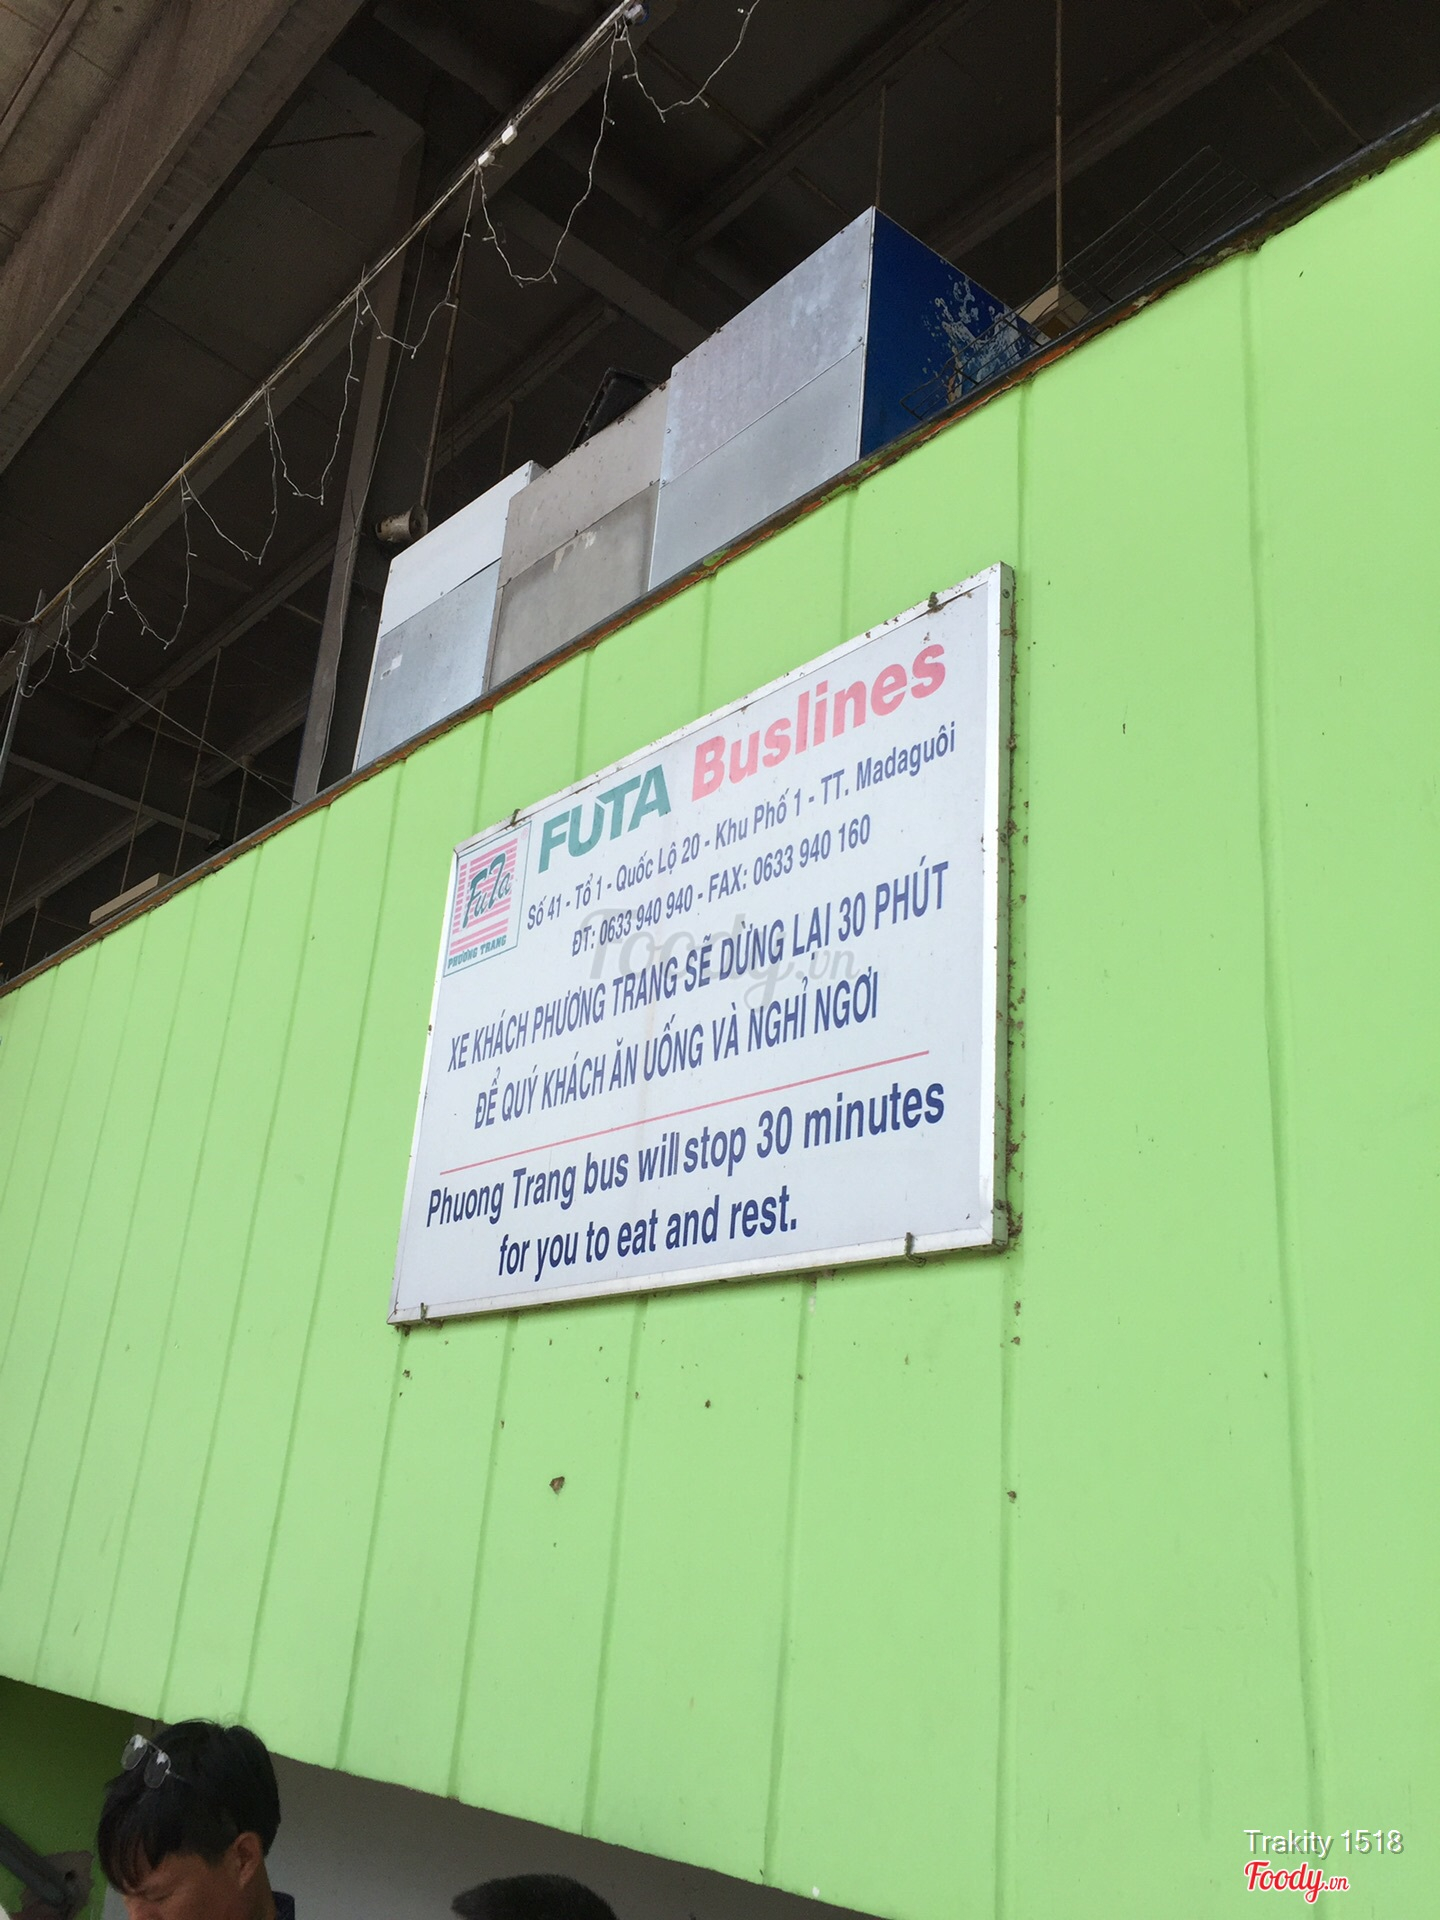 FUTA Buslines
FuTa
PHƯƠNG TRANG
Số 41 - Tổ 1 - Quốc Lộ 20 - Khu Phố 1 - TT. Madaguôi
ĐT: 0633 940 940 - FAX: 0633 940 160
XE KHÁCH PHƯƠNG TRANG SẼ DỪNG LẠI 30 PHÚT
ĐỂ QUÝ KHÁCH ĂN UỐNG VÀ NGHỈ NGƠI
Phuong Trang bus will stop 30 minutes
for you to eat and rest.
Foody.vn
Trakity 1518
Foody.vn